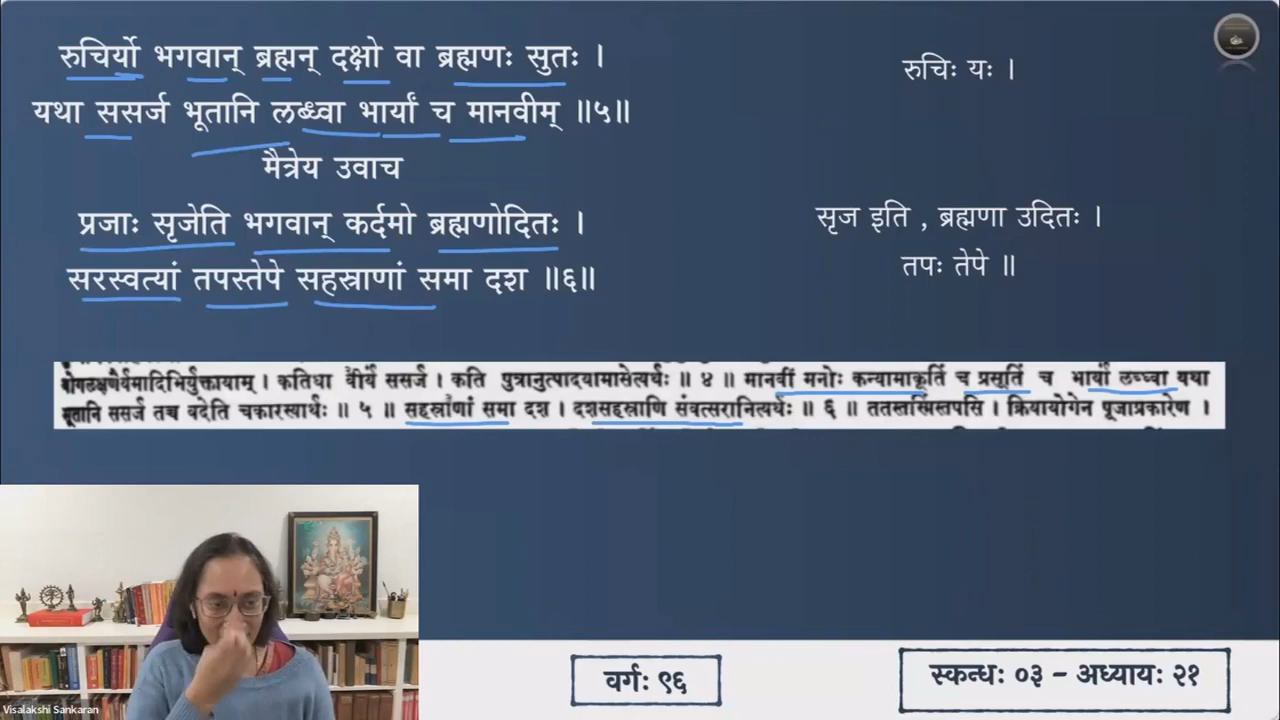 रुचिर्यो भगवान् ब्रह्मन् दक्षो वा ब्रह्मणः सुतः ।
यथा ससर्ज भूतानि लब्ध्वा भार्यां च मानवीम् ॥५॥
मैत्रेय उवाच
प्रजाः सृजेति भगवान् कर्दमो ब्रह्मणोदितः ।
सरस्वत्यां तपस्तेपे सहस्राणां समा दश ॥६॥
रुचिः यः ।
सृज इति , ब्रह्मणा उदितः ।
तपः तेपे ॥
योगलक्षणैर्यमादिभिर्युक्तायाम् । कतिधा वीर्यं ससर्ज । कति पुत्रानुत्पादयामासेत्यर्थः ॥ ४ ॥ मानवीं मनोः कन्यामाकूतिं च प्रसूतिं च भार्यां लब्ध्वा यथा
भूतानि ससर्ज तच्च वदेति चकारस्यार्थः ॥ ५ ॥ सहस्राणां समा दश । दशसहस्राणि संवत्सरानित्यर्थः ॥ ६ ॥ ततस्तस्मिंस्तपसि । क्रियायोगेन पूजाप्रकारेण ।
Visalakshi Sankaran
वर्गः ९६
स्कन्धः ०३ - अध्यायः २१